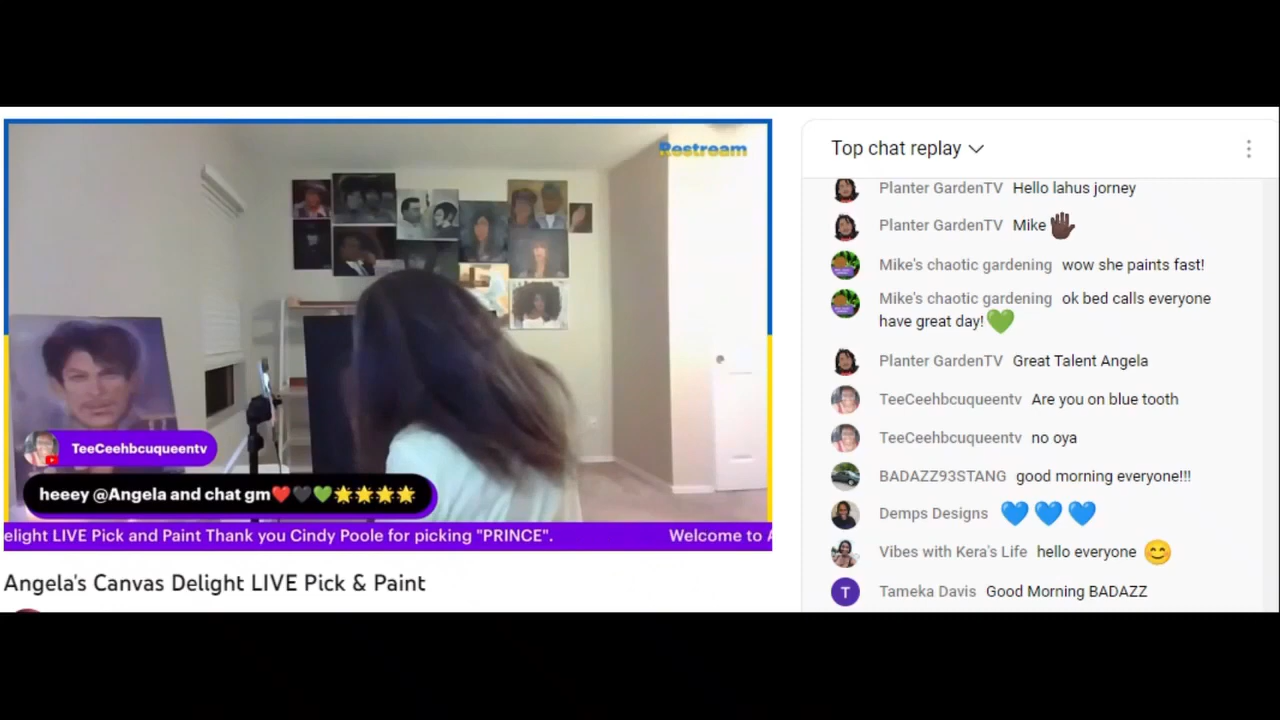 Restream
TeeCeehbcuqueentv
heeey @Angela and chat gm❤️🖤💚🌟🌟🌟🌟
elight LIVE Pick and Paint Thank you Cindy Poole for picking "PRINCE". Welcome to A
Angela's Canvas Delight LIVE Pick & Paint
Top chat replay
Planter GardenTV Hello lahus jorney
Planter GardenTV Mike 🖐🏿
Mike's chaotic gardening wow she paints fast!
Mike's chaotic gardening ok bed calls everyone
have great day!💚
Planter GardenTV Great Talent Angela
TeeCeehbcuqueentv Are you on blue tooth
TeeCeehbcuqueentv no oya
BADAZZ93STANG good morning everyone!!!
Demps Designs 💙💙💙
Vibes with Kera's Life hello everyone 😊
T Tameka Davis Good Morning BADAZZ